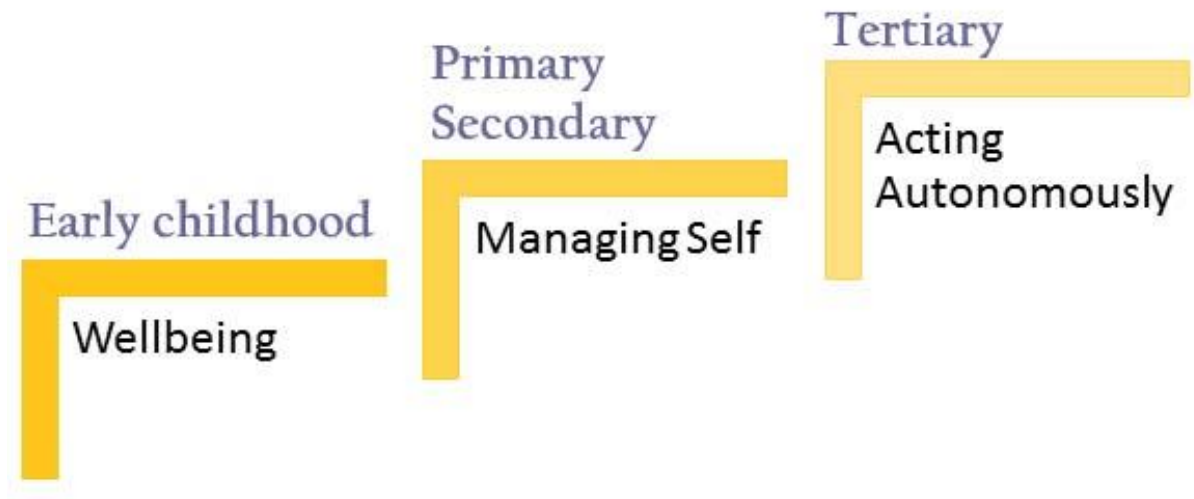 Early childhood
Wellbeing
Primary
Secondary
Managing Self
Tertiary
Acting
Autonomously